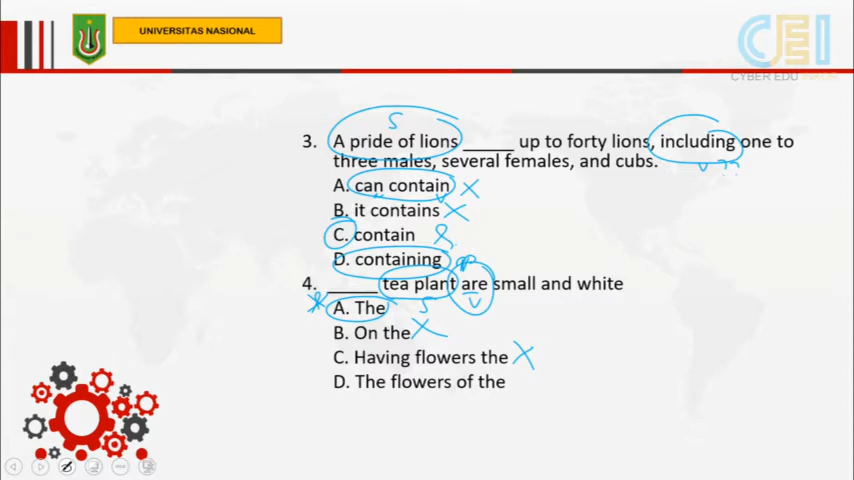 UNIVERSITAS NASIONAL
CEI
CYBER EDU
S
3. A pride of lions _____ up to forty lions, including one to
V ??
three males, several females, and cubs.
A. can contain X
V
B. it contains X
C. contain
D. containing
4. _____ tea plant are small and white
A. The S V
B. On the X
C. Having flowers the X
D. The flowers of the